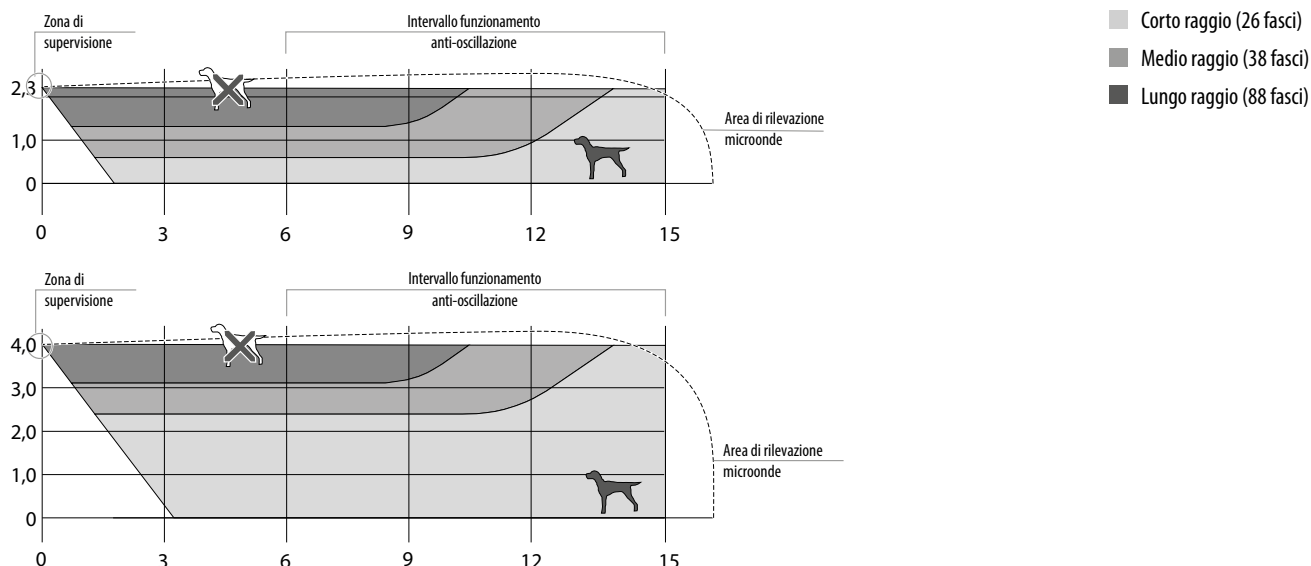 Zona di
supervisione
Intervallo funzionamento
anti-oscillazione
2,3
1,0
0
0 3 6 9 12 15
Area di rilevazione
microonde
Corto raggio (26 fasci)
Medio raggio (38 fasci)
Lungo raggio (88 fasci)
Zona di
supervisione
Intervallo funzionamento
anti-oscillazione
4,0
3,0
2,0
1,0
0
0 3 6 9 12 15
Area di rilevazione
microonde